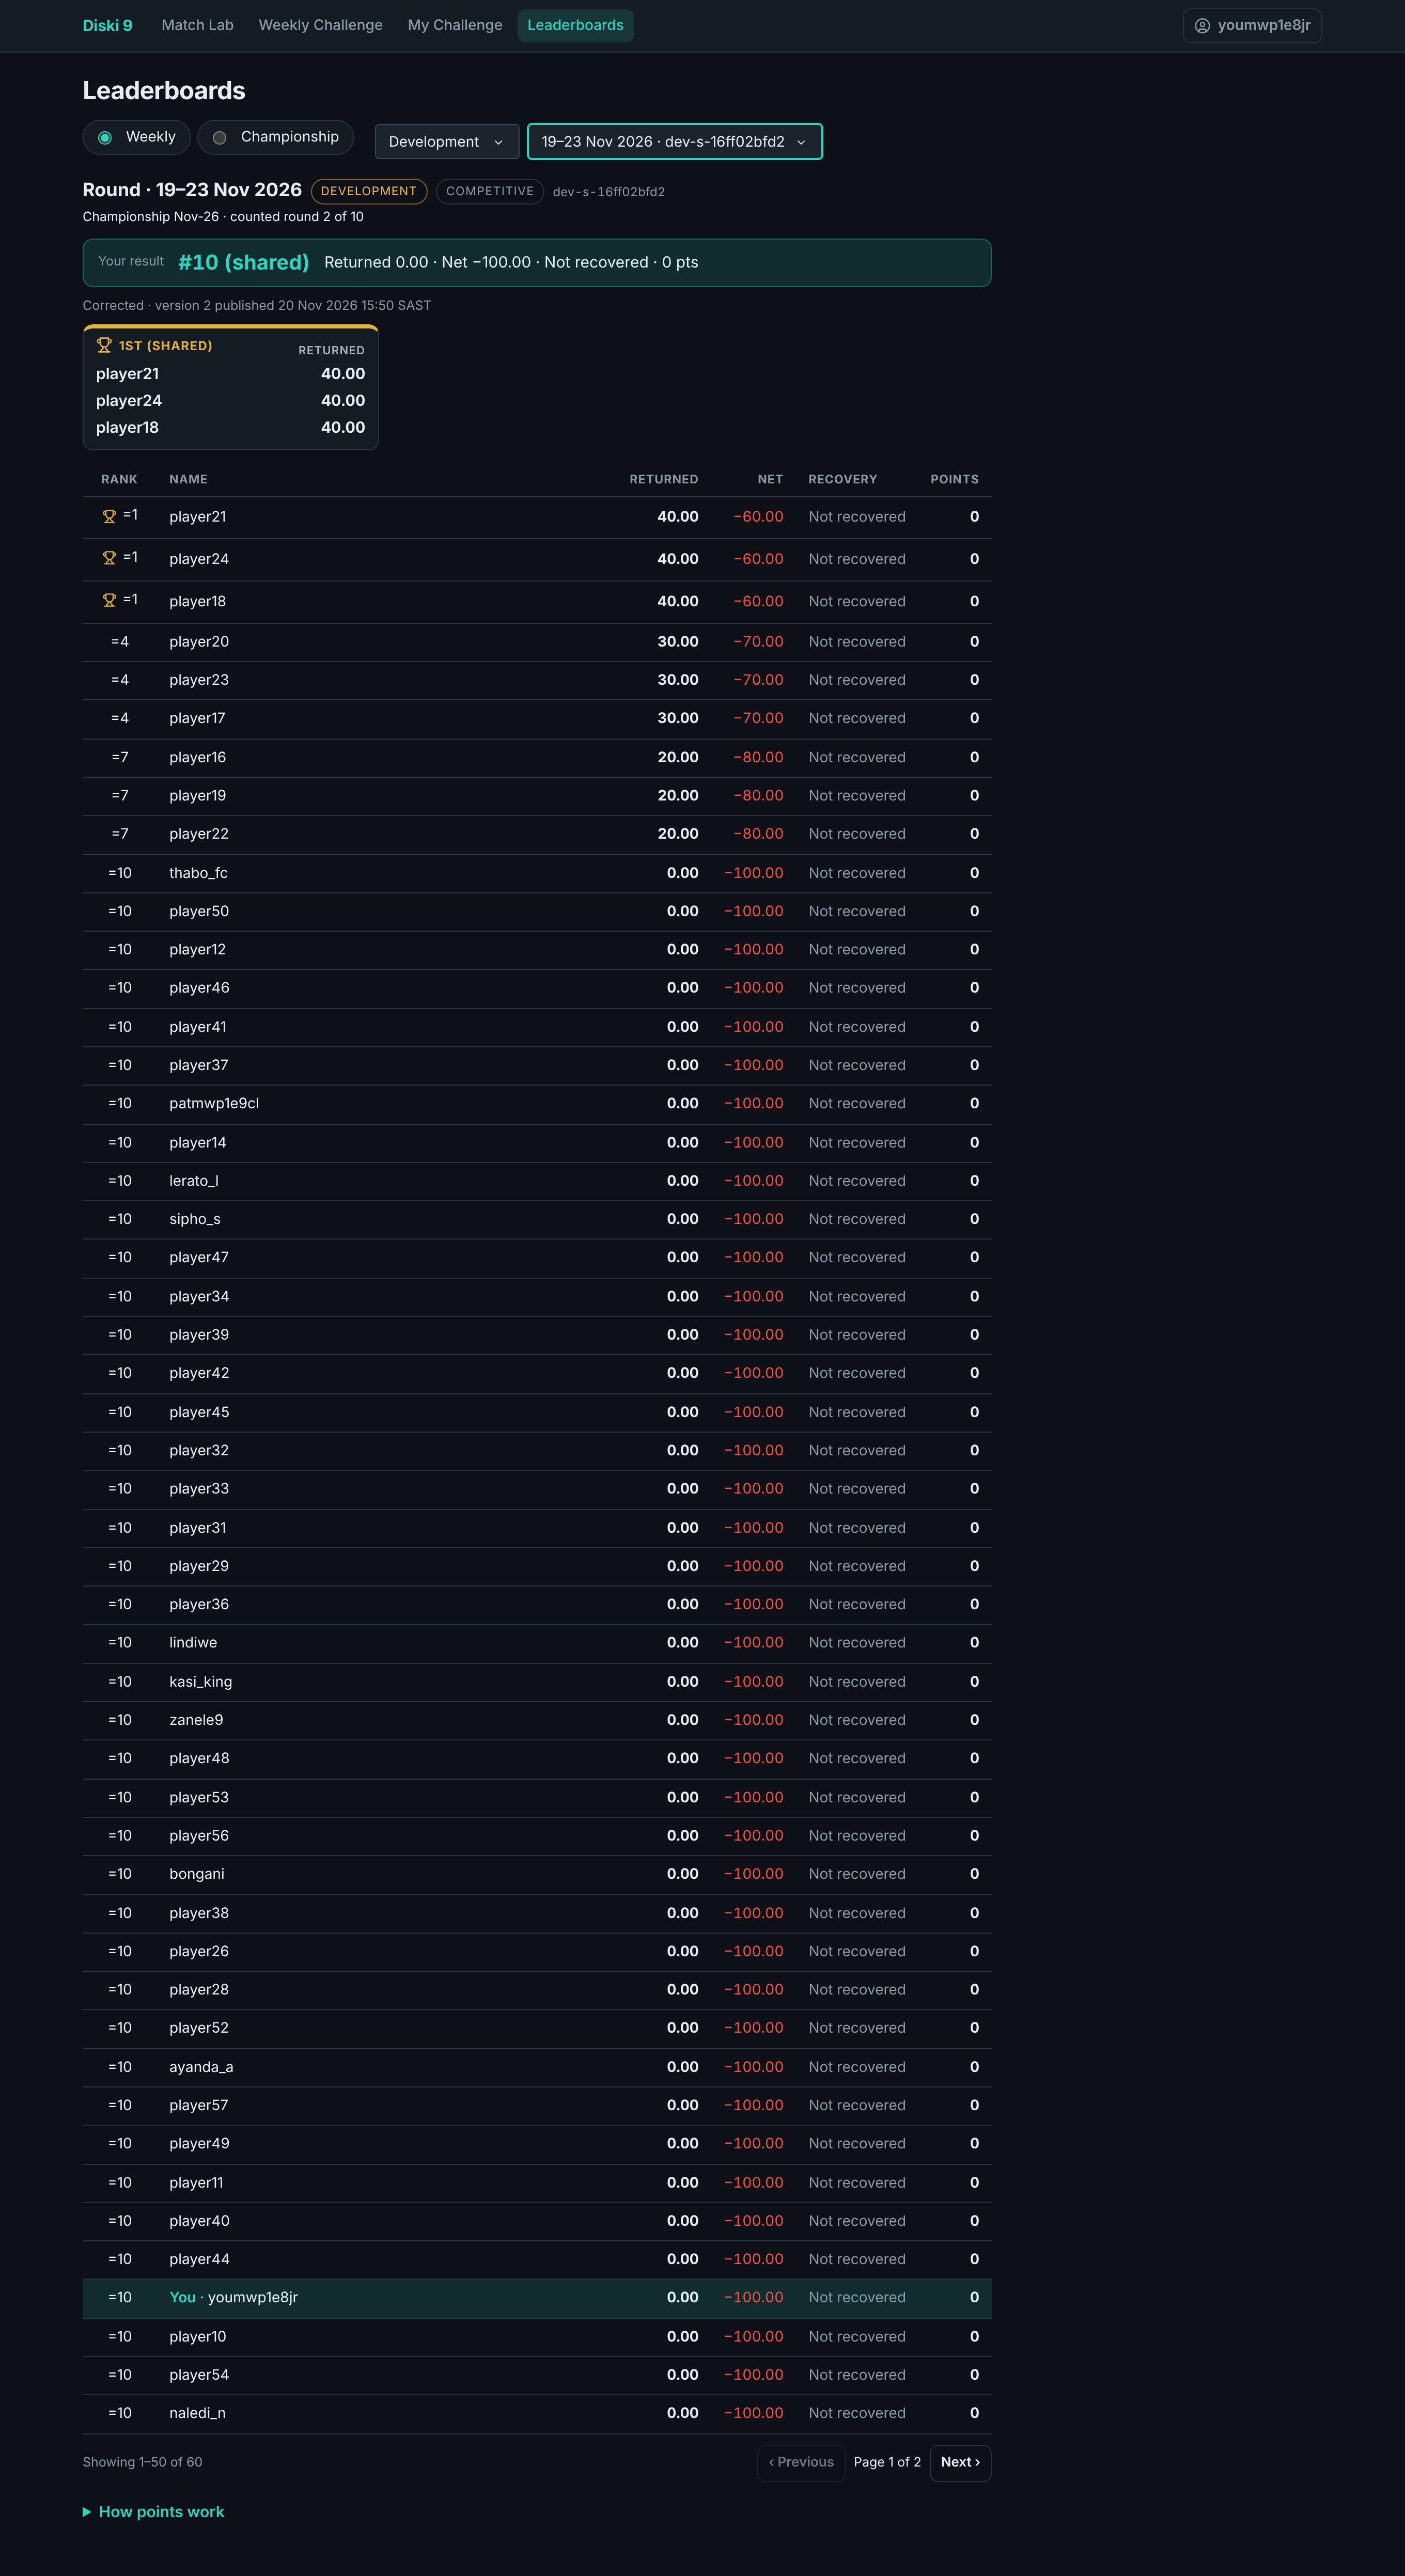 Diski 9 Match Lab Weekly Challenge My Challenge Leaderboards youmwp1e8jr
Leaderboards
Weekly Championship Development 19–23 Nov 2026 · dev-s-16ff02bfd2
Round · 19–23 Nov 2026 DEVELOPMENT COMPETITIVE dev-s-16ff02bfd2
Championship Nov-26 · counted round 2 of 10
Your result #10 (shared) Returned 0.00 · Net −100.00 · Not recovered · 0 pts
Corrected · version 2 published 20 Nov 2026 15:50 SAST
1ST (SHARED) RETURNED
player21 40.00
player24 40.00
player18 40.00
RANK NAME RETURNED NET RECOVERY POINTS
=1 player21 40.00 −60.00 Not recovered 0
=1 player24 40.00 −60.00 Not recovered 0
=1 player18 40.00 −60.00 Not recovered 0
=4 player20 30.00 −70.00 Not recovered 0
=4 player23 30.00 −70.00 Not recovered 0
=4 player17 30.00 −70.00 Not recovered 0
=7 player16 20.00 −80.00 Not recovered 0
=7 player19 20.00 −80.00 Not recovered 0
=7 player22 20.00 −80.00 Not recovered 0
=10 thabo_fc 0.00 −100.00 Not recovered 0
=10 player50 0.00 −100.00 Not recovered 0
=10 player12 0.00 −100.00 Not recovered 0
=10 player46 0.00 −100.00 Not recovered 0
=10 player41 0.00 −100.00 Not recovered 0
=10 player37 0.00 −100.00 Not recovered 0
=10 patmwp1e9cl 0.00 −100.00 Not recovered 0
=10 player14 0.00 −100.00 Not recovered 0
=10 lerato_l 0.00 −100.00 Not recovered 0
=10 sipho_s 0.00 −100.00 Not recovered 0
=10 player47 0.00 −100.00 Not recovered 0
=10 player34 0.00 −100.00 Not recovered 0
=10 player39 0.00 −100.00 Not recovered 0
=10 player42 0.00 −100.00 Not recovered 0
=10 player45 0.00 −100.00 Not recovered 0
=10 player32 0.00 −100.00 Not recovered 0
=10 player33 0.00 −100.00 Not recovered 0
=10 player31 0.00 −100.00 Not recovered 0
=10 player29 0.00 −100.00 Not recovered 0
=10 player36 0.00 −100.00 Not recovered 0
=10 lindiwe 0.00 −100.00 Not recovered 0
=10 kasi_king 0.00 −100.00 Not recovered 0
=10 zanele9 0.00 −100.00 Not recovered 0
=10 player48 0.00 −100.00 Not recovered 0
=10 player53 0.00 −100.00 Not recovered 0
=10 player56 0.00 −100.00 Not recovered 0
=10 bongani 0.00 −100.00 Not recovered 0
=10 player38 0.00 −100.00 Not recovered 0
=10 player26 0.00 −100.00 Not recovered 0
=10 player28 0.00 −100.00 Not recovered 0
=10 player52 0.00 −100.00 Not recovered 0
=10 ayanda_a 0.00 −100.00 Not recovered 0
=10 player57 0.00 −100.00 Not recovered 0
=10 player49 0.00 −100.00 Not recovered 0
=10 player11 0.00 −100.00 Not recovered 0
=10 player40 0.00 −100.00 Not recovered 0
=10 player44 0.00 −100.00 Not recovered 0
=10 You · youmwp1e8jr 0.00 −100.00 Not recovered 0
=10 player10 0.00 −100.00 Not recovered 0
=10 player54 0.00 −100.00 Not recovered 0
=10 naledi_n 0.00 −100.00 Not recovered 0
Showing 1–50 of 60 ‹ Previous Page 1 of 2 Next ›
How points work